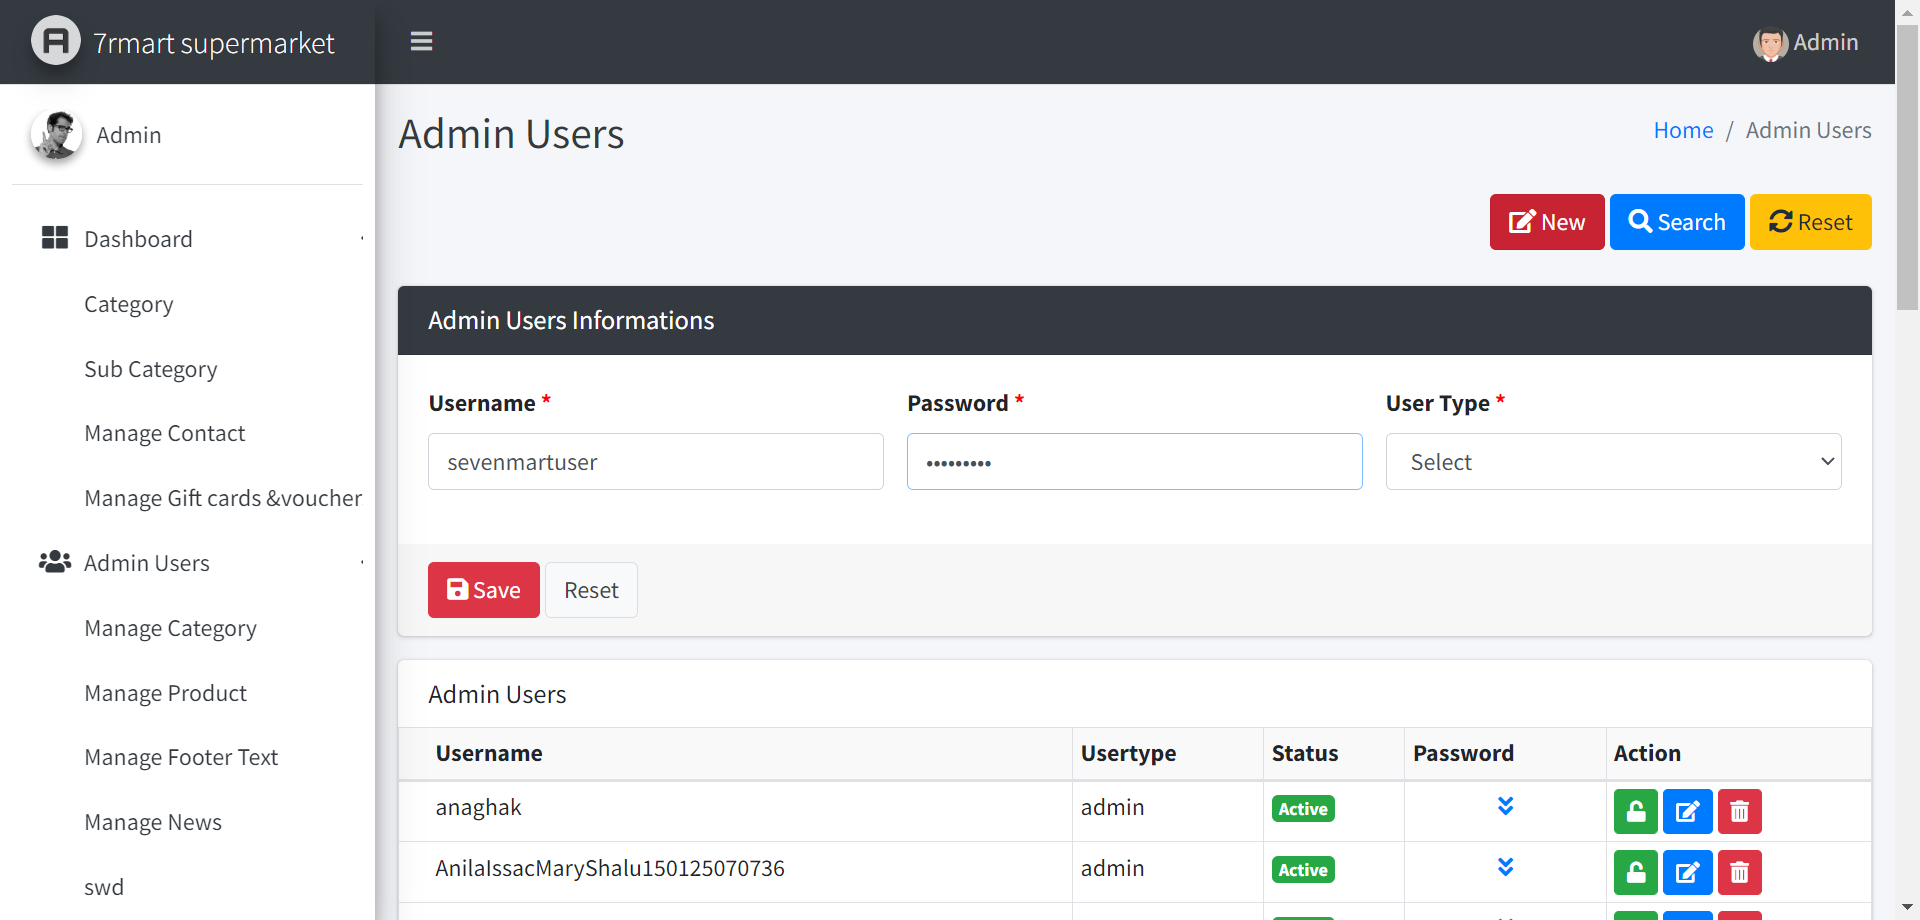 7rmart supermarket
Admin
Admin
Dashboard
Category
Sub Category
Manage Contact
Manage Gift cards &voucher
Admin Users
Manage Category
Manage Product
Manage Footer Text
Manage News
swd
Admin Users
Home / Admin Users
New Search Reset
Admin Users Informations
Username * Password * User Type *
sevenmartuser ••••••••• Select
Save Reset
Admin Users
Username Usertype Status Password Action
anaghak admin Active
AnilaIssacMaryShalu150125070736 admin Active